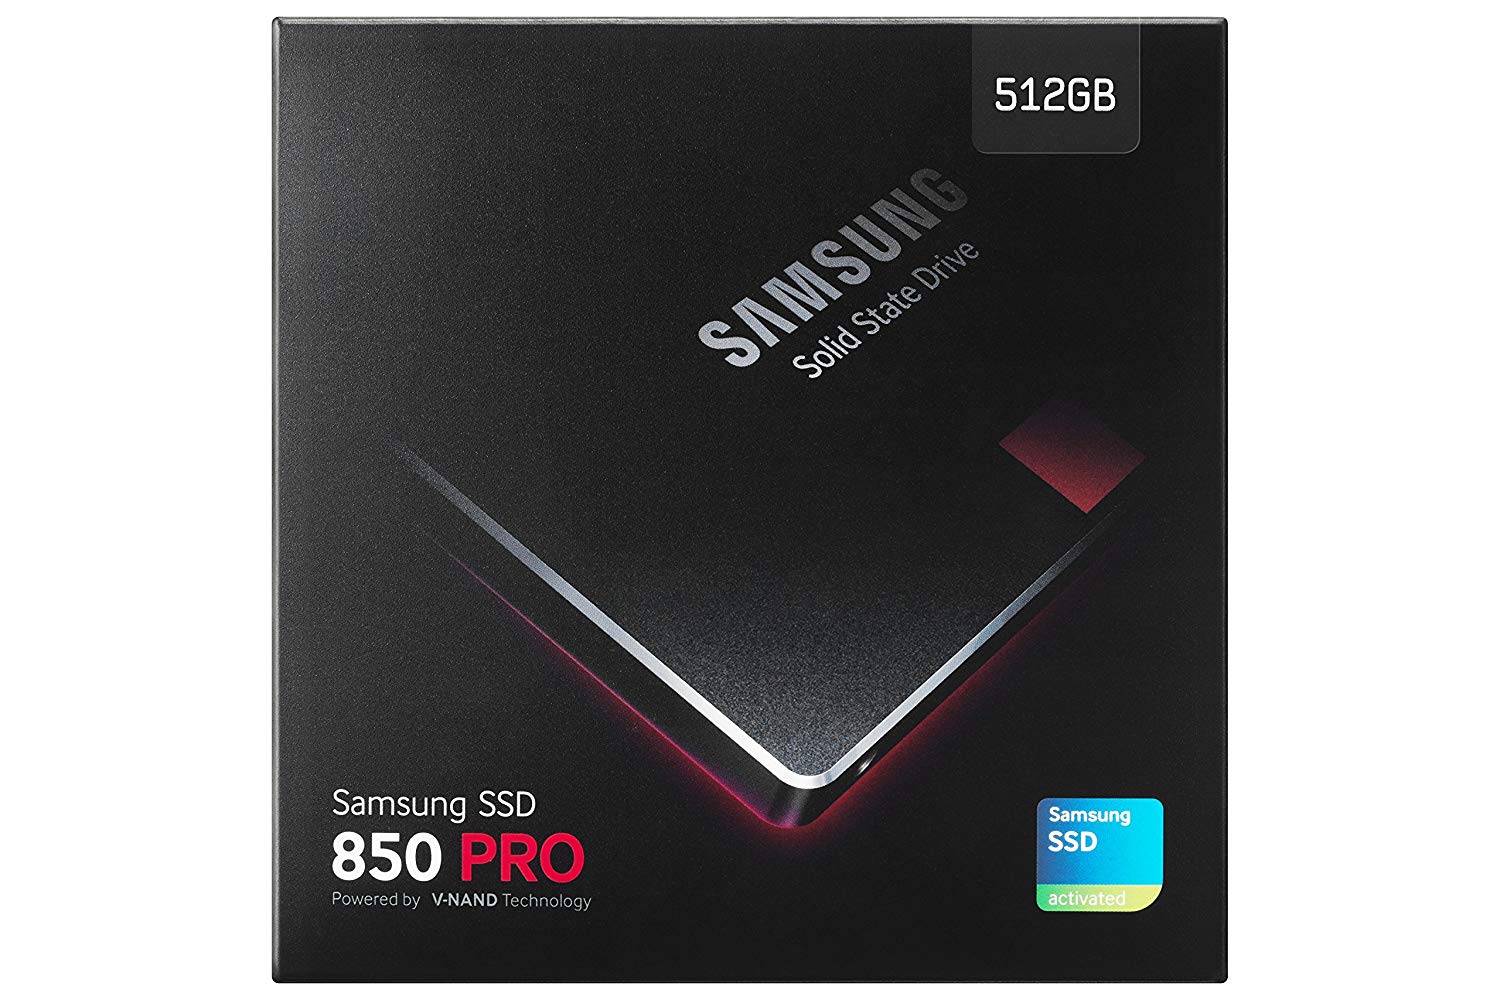 512GB
SAMSUNG
Solid State Drive
Samsung SSD
850 PRO
Powered by V-NAND Technology
Samsung
SSD
activated